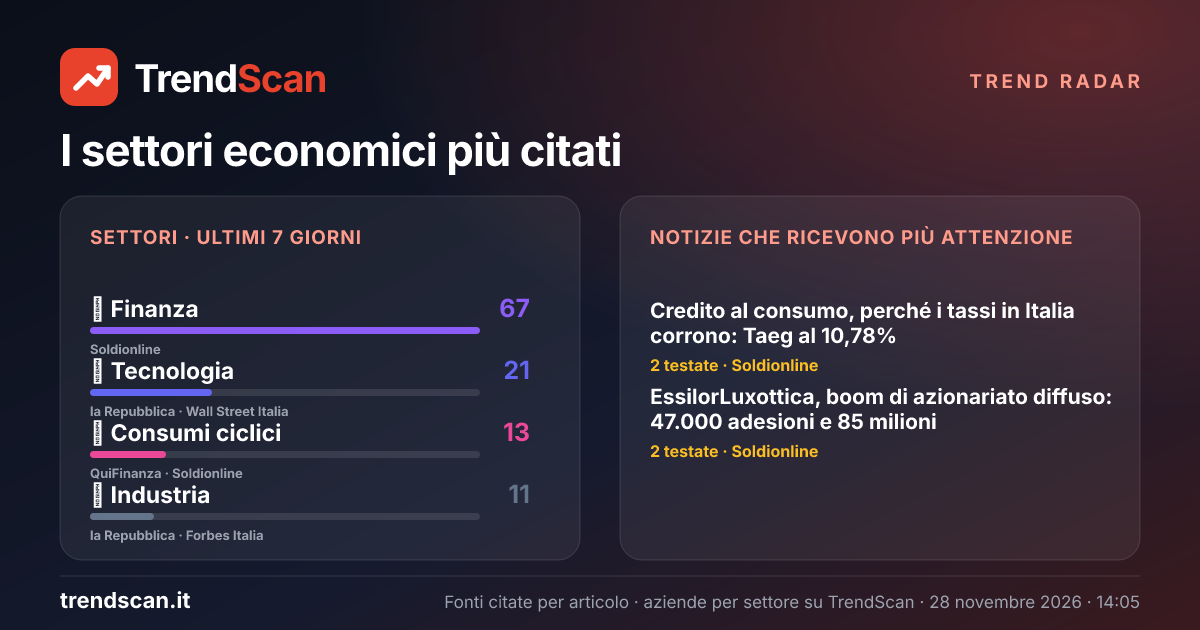 TrendScan
TREND RADAR
I settori economici più citati
SETTORI · ULTIMI 7 GIORNI
Finanza 67
Soldionline
Tecnologia 21
la Repubblica · Wall Street Italia
Consumi ciclici 13
QuiFinanza · Soldionline
Industria 11
la Repubblica · Forbes Italia
NOTIZIE CHE RICEVONO PIÙ ATTENZIONE
Credito al consumo, perché i tassi in Italia
corrono: Taeg al 10,78%
2 testate · Soldionline
EssilorLuxottica, boom di azionariato diffuso:
47.000 adesioni e 85 milioni
2 testate · Soldionline
trendscan.it
Fonti citate per articolo · aziende per settore su TrendScan · 28 novembre 2026 · 14:05